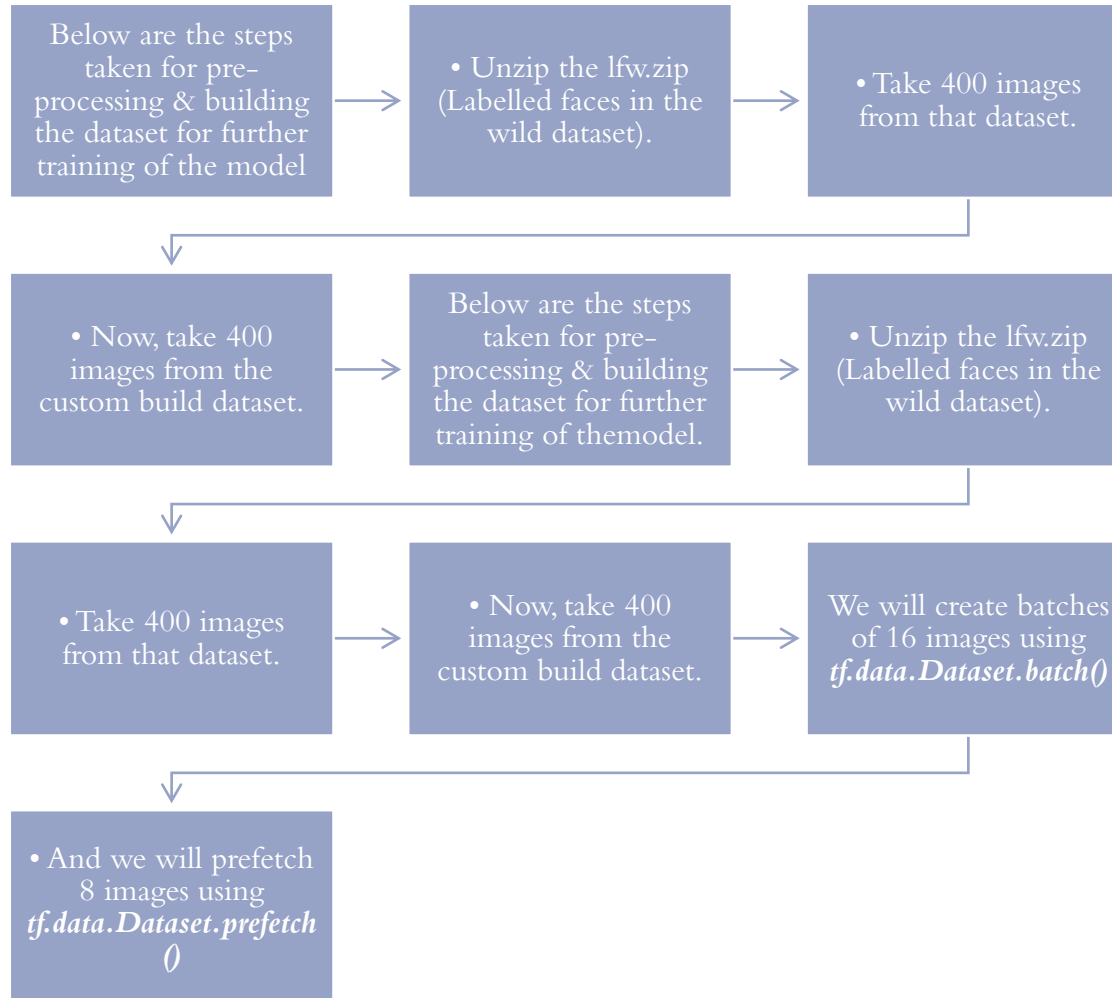 Below are the steps
taken for pre-
processing & building
the dataset for further
training of the model
• Unzip the lfw.zip
(Labelled faces in the
wild dataset).
• Take 400 images
from that dataset.
• Now, take 400
images from the
custom build dataset.
Below are the steps
taken for pre-
processing & building
the dataset for further
training of themodel.
• Unzip the lfw.zip
(Labelled faces in the
wild dataset).
• Take 400 images
from that dataset.
• Now, take 400
images from the
custom build dataset.
We will create batches
of 16 images using
tf.data.Dataset.batch()
• And we will prefetch
8 images using
tf.data.Dataset.prefetch
()